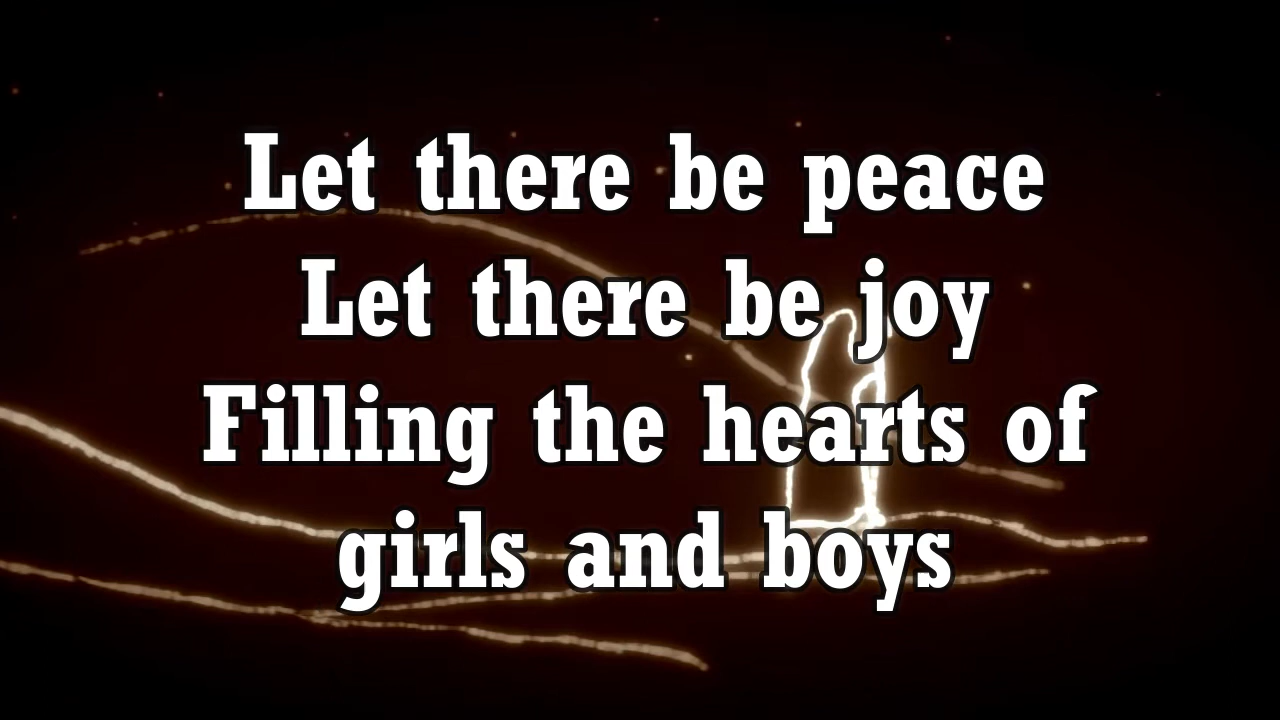 Let there be peace
Let there be joy
Filling the hearts of
girls and boys